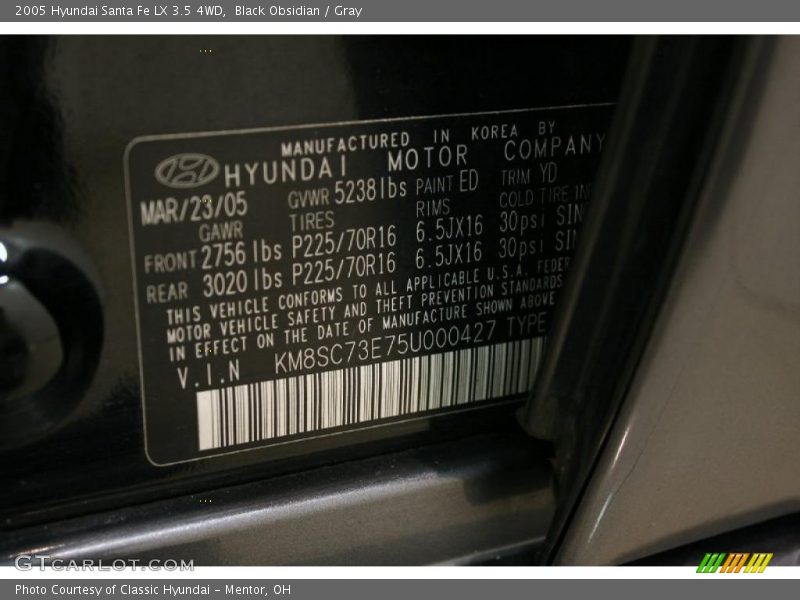 2005 Hyundai Santa Fe LX 3.5 4WD,  Black Obsidian / Gray
MANUFACTURED IN KOREA BY
HYUNDAI MOTOR COMPANY
MAR/23/05 GVWR 5238lbs PAINT ED TRIM YD
GAWR TIRES RIMS COLD TIRE
FRONT 2756 lbs P225/70R16 6.5JX16 30psi SIN
REAR 3020 lbs P225/70R16 6.5JX16 30psi SIN
THIS VEHICLE CONFORMS TO ALL APPLICABLE U.S.A. FEDER
MOTOR VEHICLE SAFETY AND THEFT PREVENTION STANDARDS
IN EFFECT ON THE DATE OF MANUFACTURE SHOWN ABOVE
V.I.N KM8SC73E75U000427 TYPE
GTCARLOT.COM
Photo Courtesy of Classic Hyundai - Mentor, OH